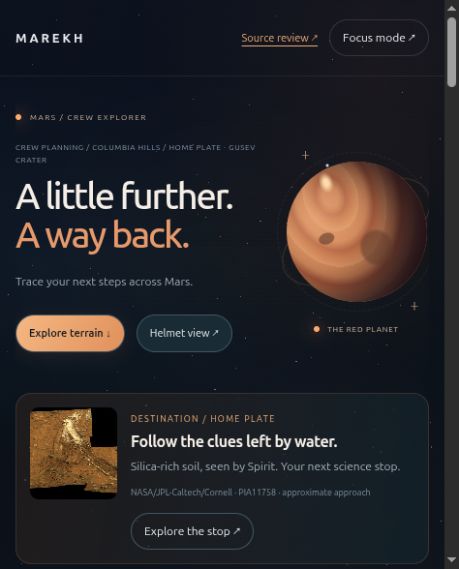 MAREKH
Source review ↗
Focus mode ↗
MARS / CREW EXPLORER
CREW PLANNING / COLUMBIA HILLS / HOME PLATE · GUSEV
CRATER
A little further.
A way back.
Trace your next steps across Mars.
Explore terrain ↓
Helmet view ↗
THE RED PLANET
DESTINATION / HOME PLATE
Follow the clues left by water.
Silica-rich soil, seen by Spirit. Your next science stop.
NASA/JPL-Caltech/Cornell · PIA11758 · approximate approach
Explore the stop ↗